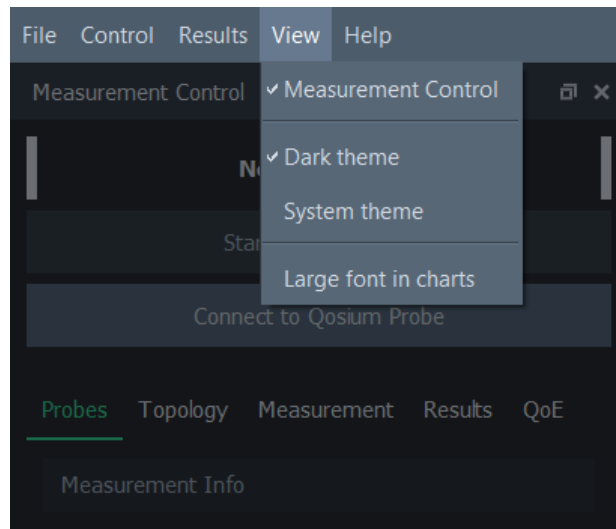 File Control Results View Help
Measurement Control
Measurement Control
Dark theme
System theme
Large font in charts
Connect to Qosium Probe
Probes Topology Measurement Results QoE
Measurement Info